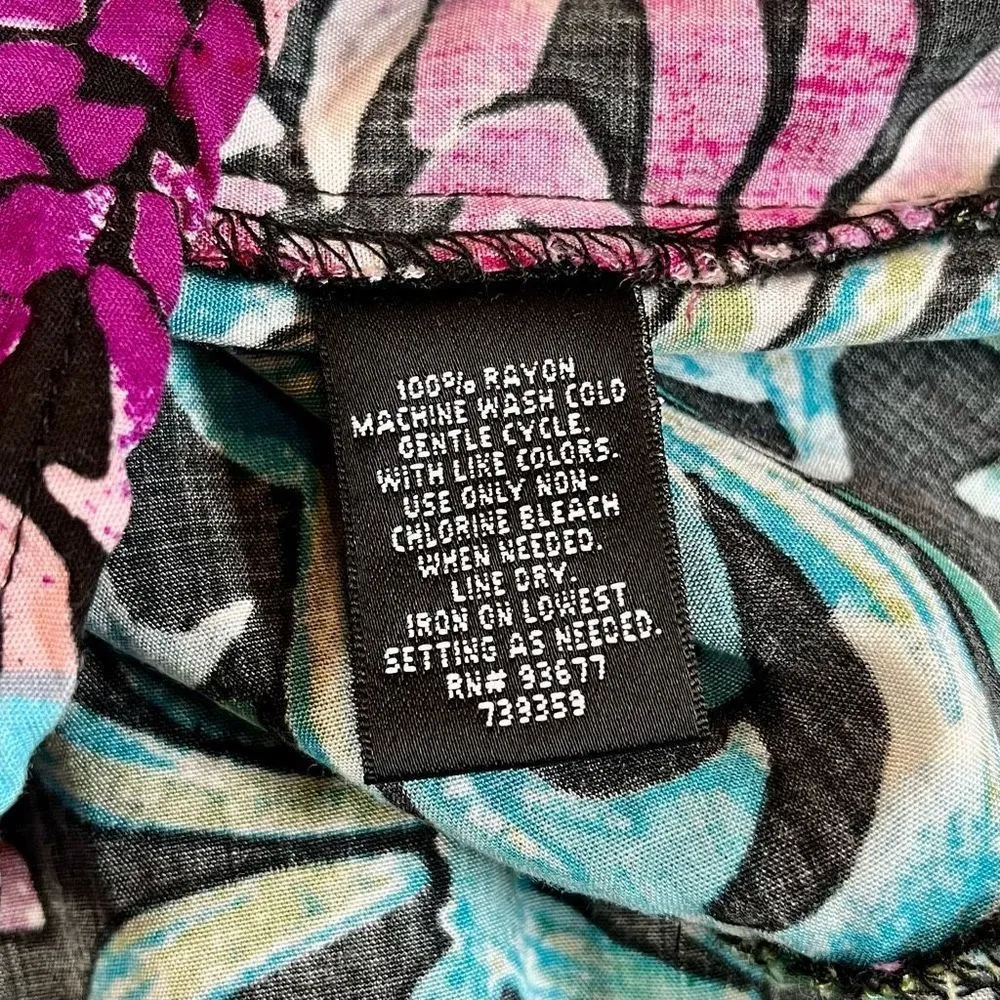 100% RAYON
MACHINE WASH COLD
GENTLE CYCLE.
WITH LIKE COLORS.
USE ONLY NON-
CHLORINE BLEACH
WHEN NEEDED.
LINE DRY.
IRON ON LOWEST
SETTING AS NEEDED.
RN# 93677
739359